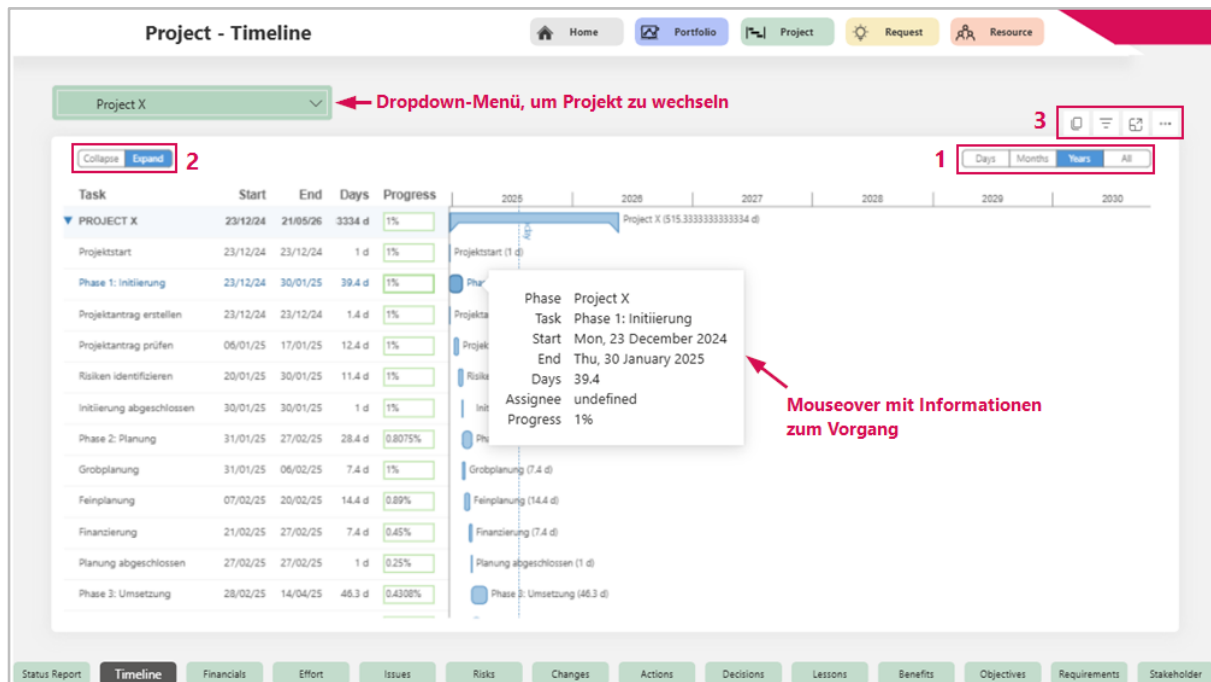 Project - Timeline
Home
Portfolio
Project
Request
Resource
Project X
Dropdown-Menü, um Projekt zu wechseln
3
Collapse Expand
2
1
Days Months Years All
Task Start End Days Progress
2025 2026 2027 2028 2029 2030
PROJECT X 23/12/24 21/05/26 3334 d 1% Project X (515.3333333333334 d)
Projektstart 23/12/24 23/12/24 1 d 1% Projektstart (1 d)
Phase 1: Initiierung 23/12/24 30/01/25 39.4 d 1% Pha
Projektantrag erstellen 23/12/24 23/12/24 1.4 d 1% Projekta
Projektantrag prüfen 06/01/25 17/01/25 12.4 d 1% Projek
Risiken identifizieren 20/01/25 30/01/25 11.4 d 1% Risike
Initiierung abgeschlossen 30/01/25 30/01/25 1 d 1% Init
Phase 2: Planung 31/01/25 27/02/25 28.4 d 0.8075% Pha
Grobplanung 31/01/25 06/02/25 7.4 d 1% Grobplanung (7.4 d)
Feinplanung 07/02/25 20/02/25 14.4 d 0.89% Feinplanung (14.4 d)
Finanzierung 21/02/25 27/02/25 7.4 d 0.45% Finanzierung (7.4 d)
Planung abgeschlossen 27/02/25 27/02/25 1 d 0.25% Planung abgeschlossen (1 d)
Phase 3: Umsetzung 28/02/25 14/04/25 46.3 d 0.4308% Phase 3: Umsetzung (46.3 d)
Phase Project X
Task Phase 1: Initiierung
Start Mon, 23 December 2024
End Thu, 30 January 2025
Days 39.4
Assignee undefined
Progress 1%
Mouseover mit Informationen
zum Vorgang
Status Report
Timeline
Financials
Effort
Issues
Risks
Changes
Actions
Decisions
Lessons
Benefits
Objectives
Requirements
Stakeholder